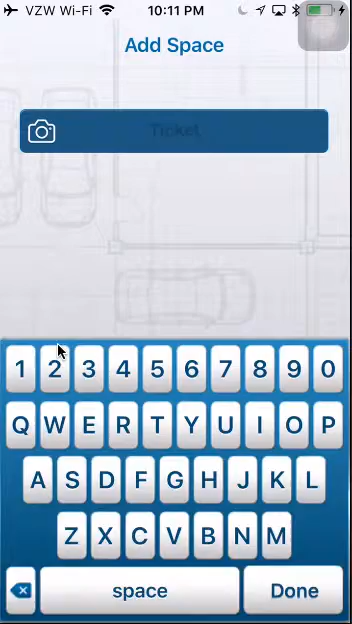 VZW Wi-Fi 10:11 PM
Add Space
Ticket
1 2 3 4 5 6 7 8 9 0
Q W E R T Y U I O P
A S D F G H J K L
Z X C V B N M
space Done